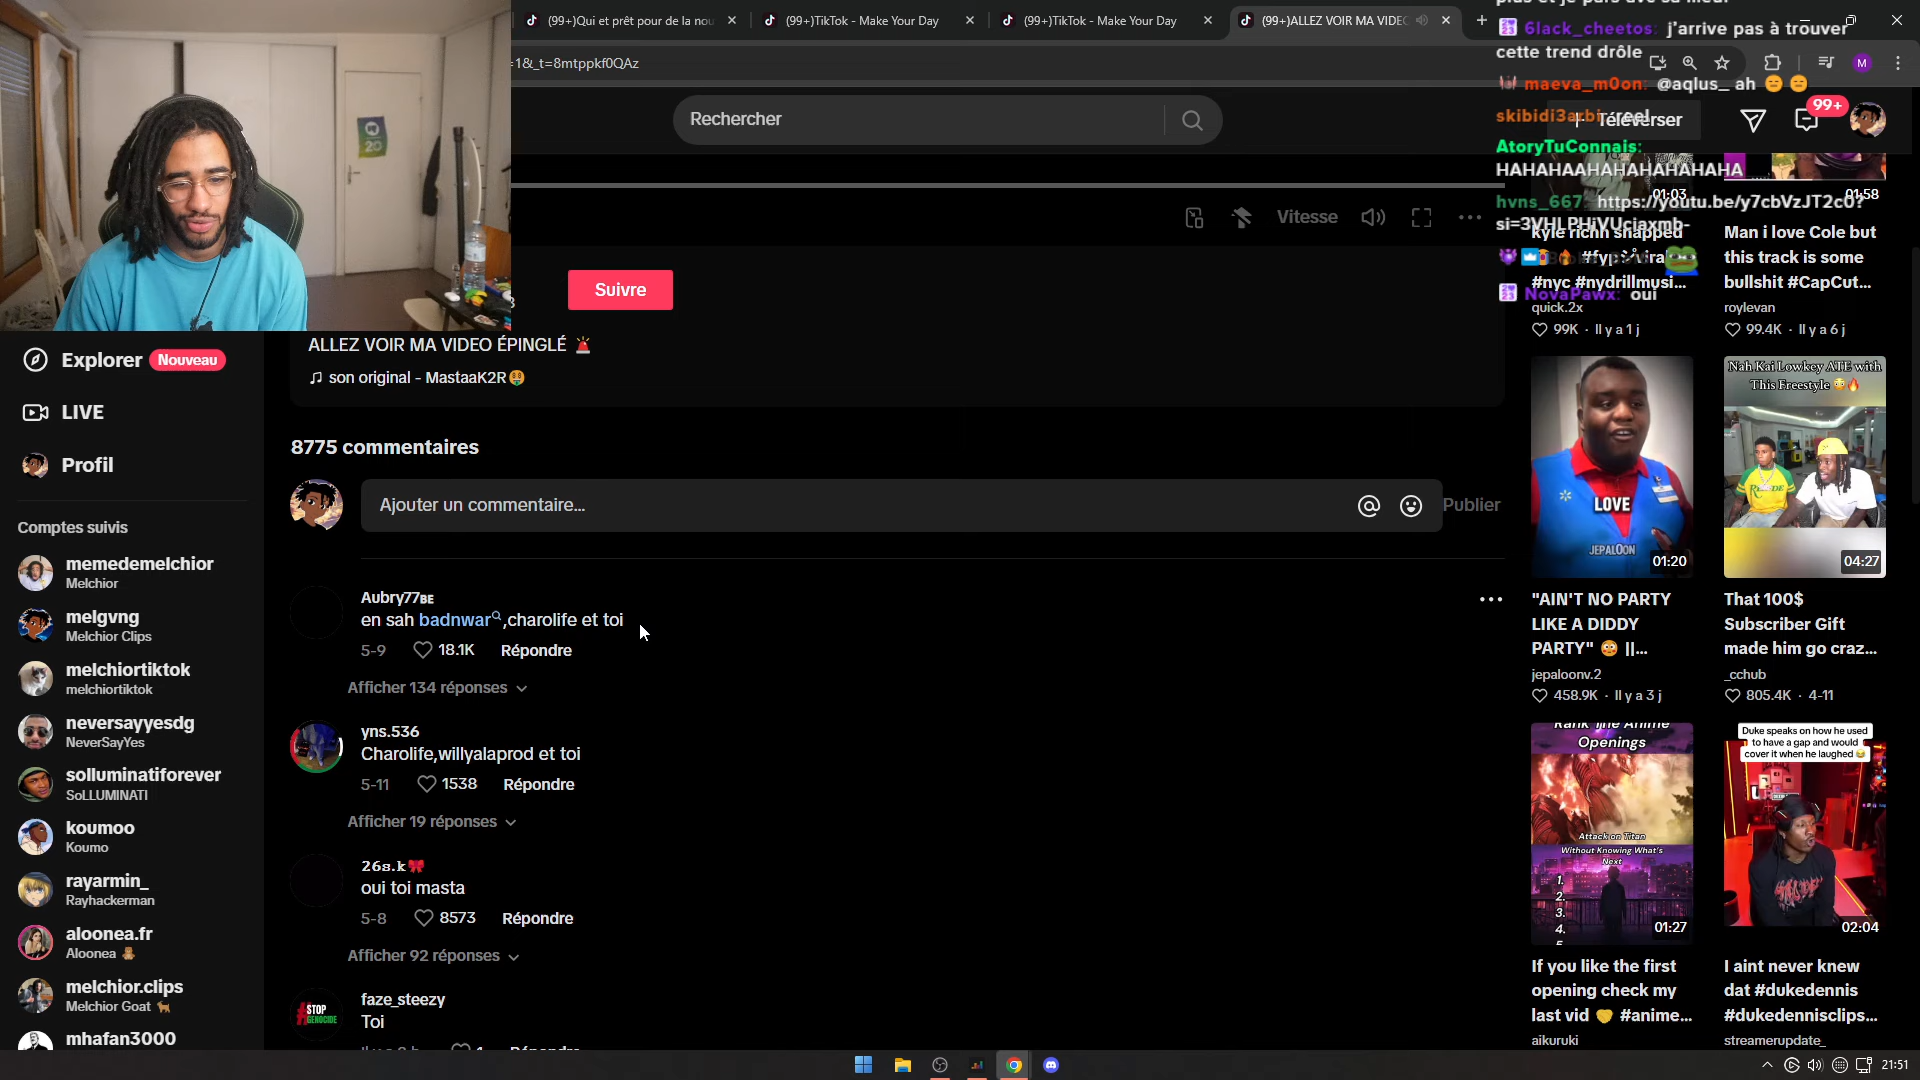 (99+)Qui et prêt pour de la nou
(99+)TikTok - Make Your Day
(99+)TikTok - Make Your Day
(99+)ALLEZ VOIR MA VIDEO
=1&_t=8mtppkf0QAz
M
Rechercher
Téléverser
99+
plus et je pars avc sa meuf
6lack_cheetos: j'arrive pas à trouver
cette trend drôle
maeva_m0on: @aqlus_ ah
skibidi3arbi: reel
AtoryTuConnais:
HAHAHAAHAHAHAHAHAHA
hvns_667: https://youtu.be/y7cbVzJT2c0?
NovaPawx: oui
20
Vitesse
Suivre
ALLEZ VOIR MA VIDEO ÉPINGLÉ 🚨
son original - MastaaK2R
Explorer
Nouveau
LIVE
Profil
Comptes suivis
memedemelchior
Melchior
melgvng
Melchior Clips
melchiortiktok
melchiortiktok
neversayyesdg
NeverSayYes
solluminatiforever
SoLLUMINATI
koumoo
Koumo
rayarmin_
Rayhackerman
aloonea.fr
Aloonea 🧸
melchior.clips
Melchior Goat 🐐
mhafan3000
8775 commentaires
Ajouter un commentaire...
Publier
Aubry77BE
en sah badnwar,charolife et toi
5-9
18.1K
Répondre
Afficher 134 réponses
yns.536
Charolife,willyalaprod et toi
5-11
1538
Répondre
Afficher 19 réponses
26s.k🎀
oui toi masta
5-8
8573
Répondre
Afficher 92 réponses
STOP
GENOCIDE
faze_steezy
Toi
Répondre
01:03
kyle richh snapped
#nyc #nydrillmusi...
quick.2x
99K · Il y a 1 j
01:58
Man i love Cole but
this track is some
bullshit #CapCut...
roylevan
99.4K · Il y a 6 j
LOVE
JEPALOON
01:20
"AIN'T NO PARTY
LIKE A DIDDY
PARTY" 😳 ||...
jepaloonv.2
458.9K · Il y a 3 j
Nah Kai Lowkey ATE with
This Freestyle 😳🔥
04:27
That 100$
Subscriber Gift
made him go craz...
_cchub
805.4K · 4-11
Rank The Anime
Openings
Attack on Titan
Without Knowing What's
Next
1.
2.
3.
4.
5
01:27
If you like the first
opening check my
last vid 🤝 #anime...
aikuruki
Duke speaks on how he used
to have a gap and would
cover it when he laughed 😂
02:04
I aint never knew
dat #dukedennis
#dukedennisclips...
streamerupdate_
21:51